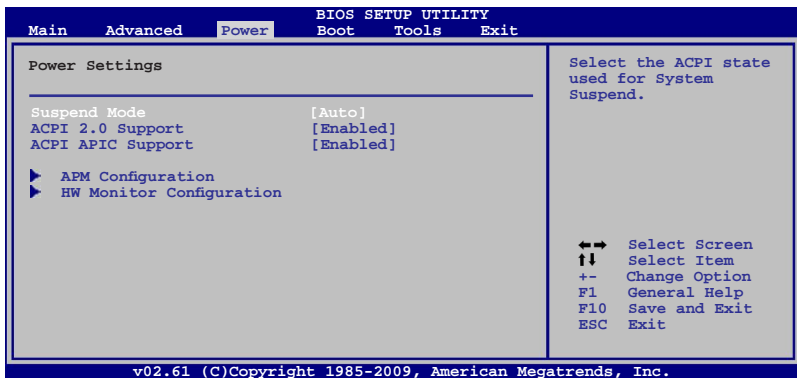 BIOS SETUP UTILITY
Main Advanced Power Boot Tools Exit
Power Settings
Suspend Mode [Auto]
ACPI 2.0 Support [Enabled]
ACPI APIC Support [Enabled]
APM Configuration
HW Monitor Configuration
Select the ACPI state
used for System
Suspend.
Select Screen
Select Item
+- Change Option
F1 General Help
F10 Save and Exit
ESC Exit
v02.61 (C)Copyright 1985-2009, American Megatrends, Inc.